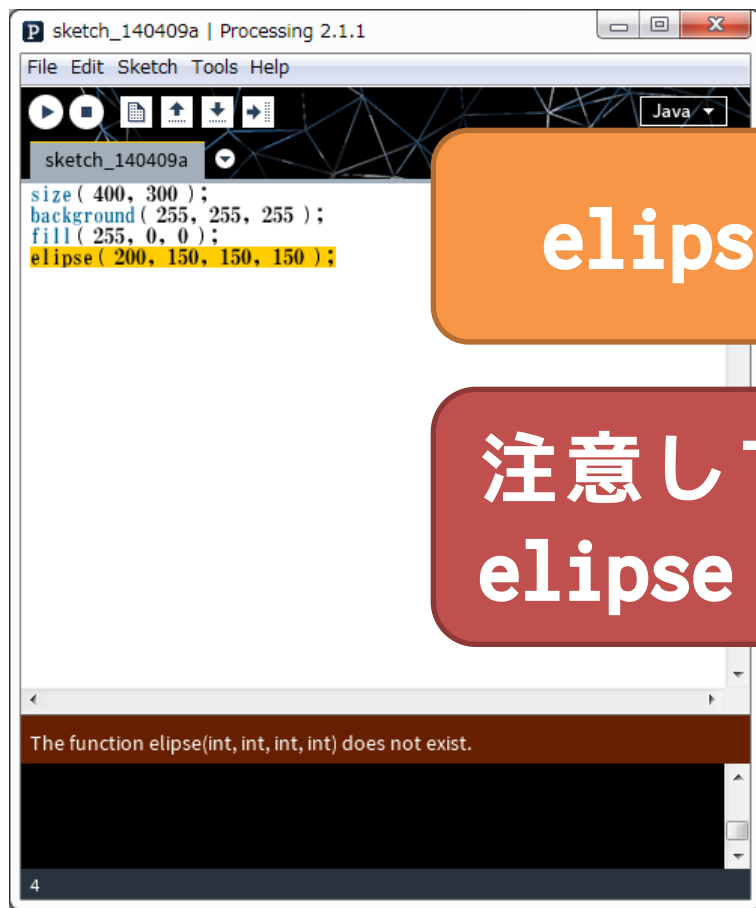 sketch_140409a | Processing 2.1.1
File Edit Sketch Tools Help
Java
sketch_140409a
size( 400, 300 );
background( 255, 255, 255 );
fill( 255, 0, 0 );
elipse( 200, 150, 150, 150 );
elips
注意し
elipse
The function elipse(int, int, int, int) does not exist.
4